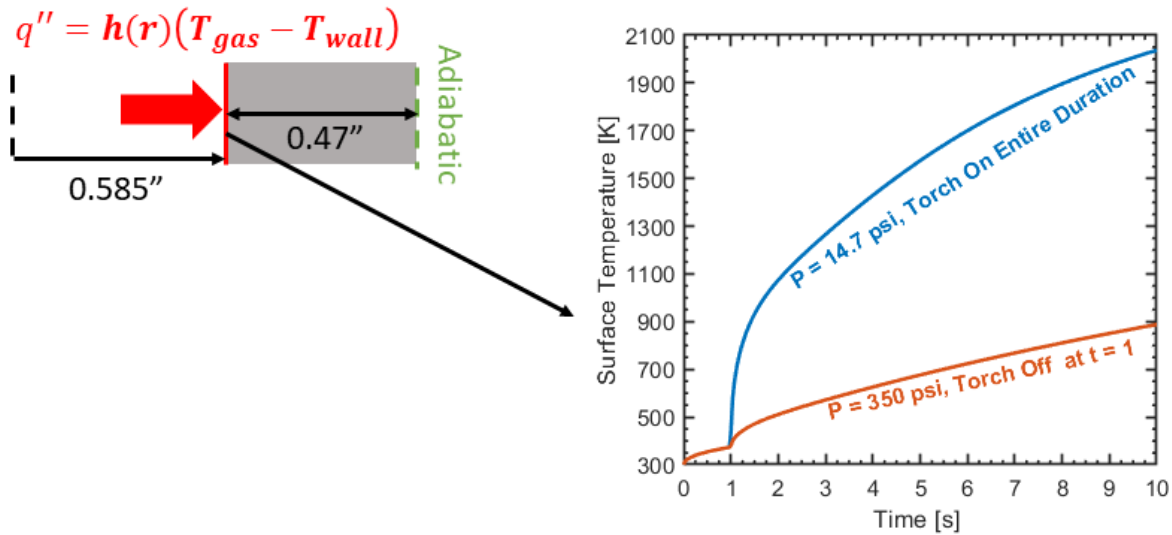 q'' = h(r)(T_gas − T_wall)
0.47”
0.585”
Adiabatic
Surface Temperature [K]
2100
1900
1700
1500
1300
1100
900
700
500
300
P = 14.7 psi, Torch On Entire Duration
P = 350 psi, Torch Off at t = 1
0 1 2 3 4 5 6 7 8 9 10
Time [s]